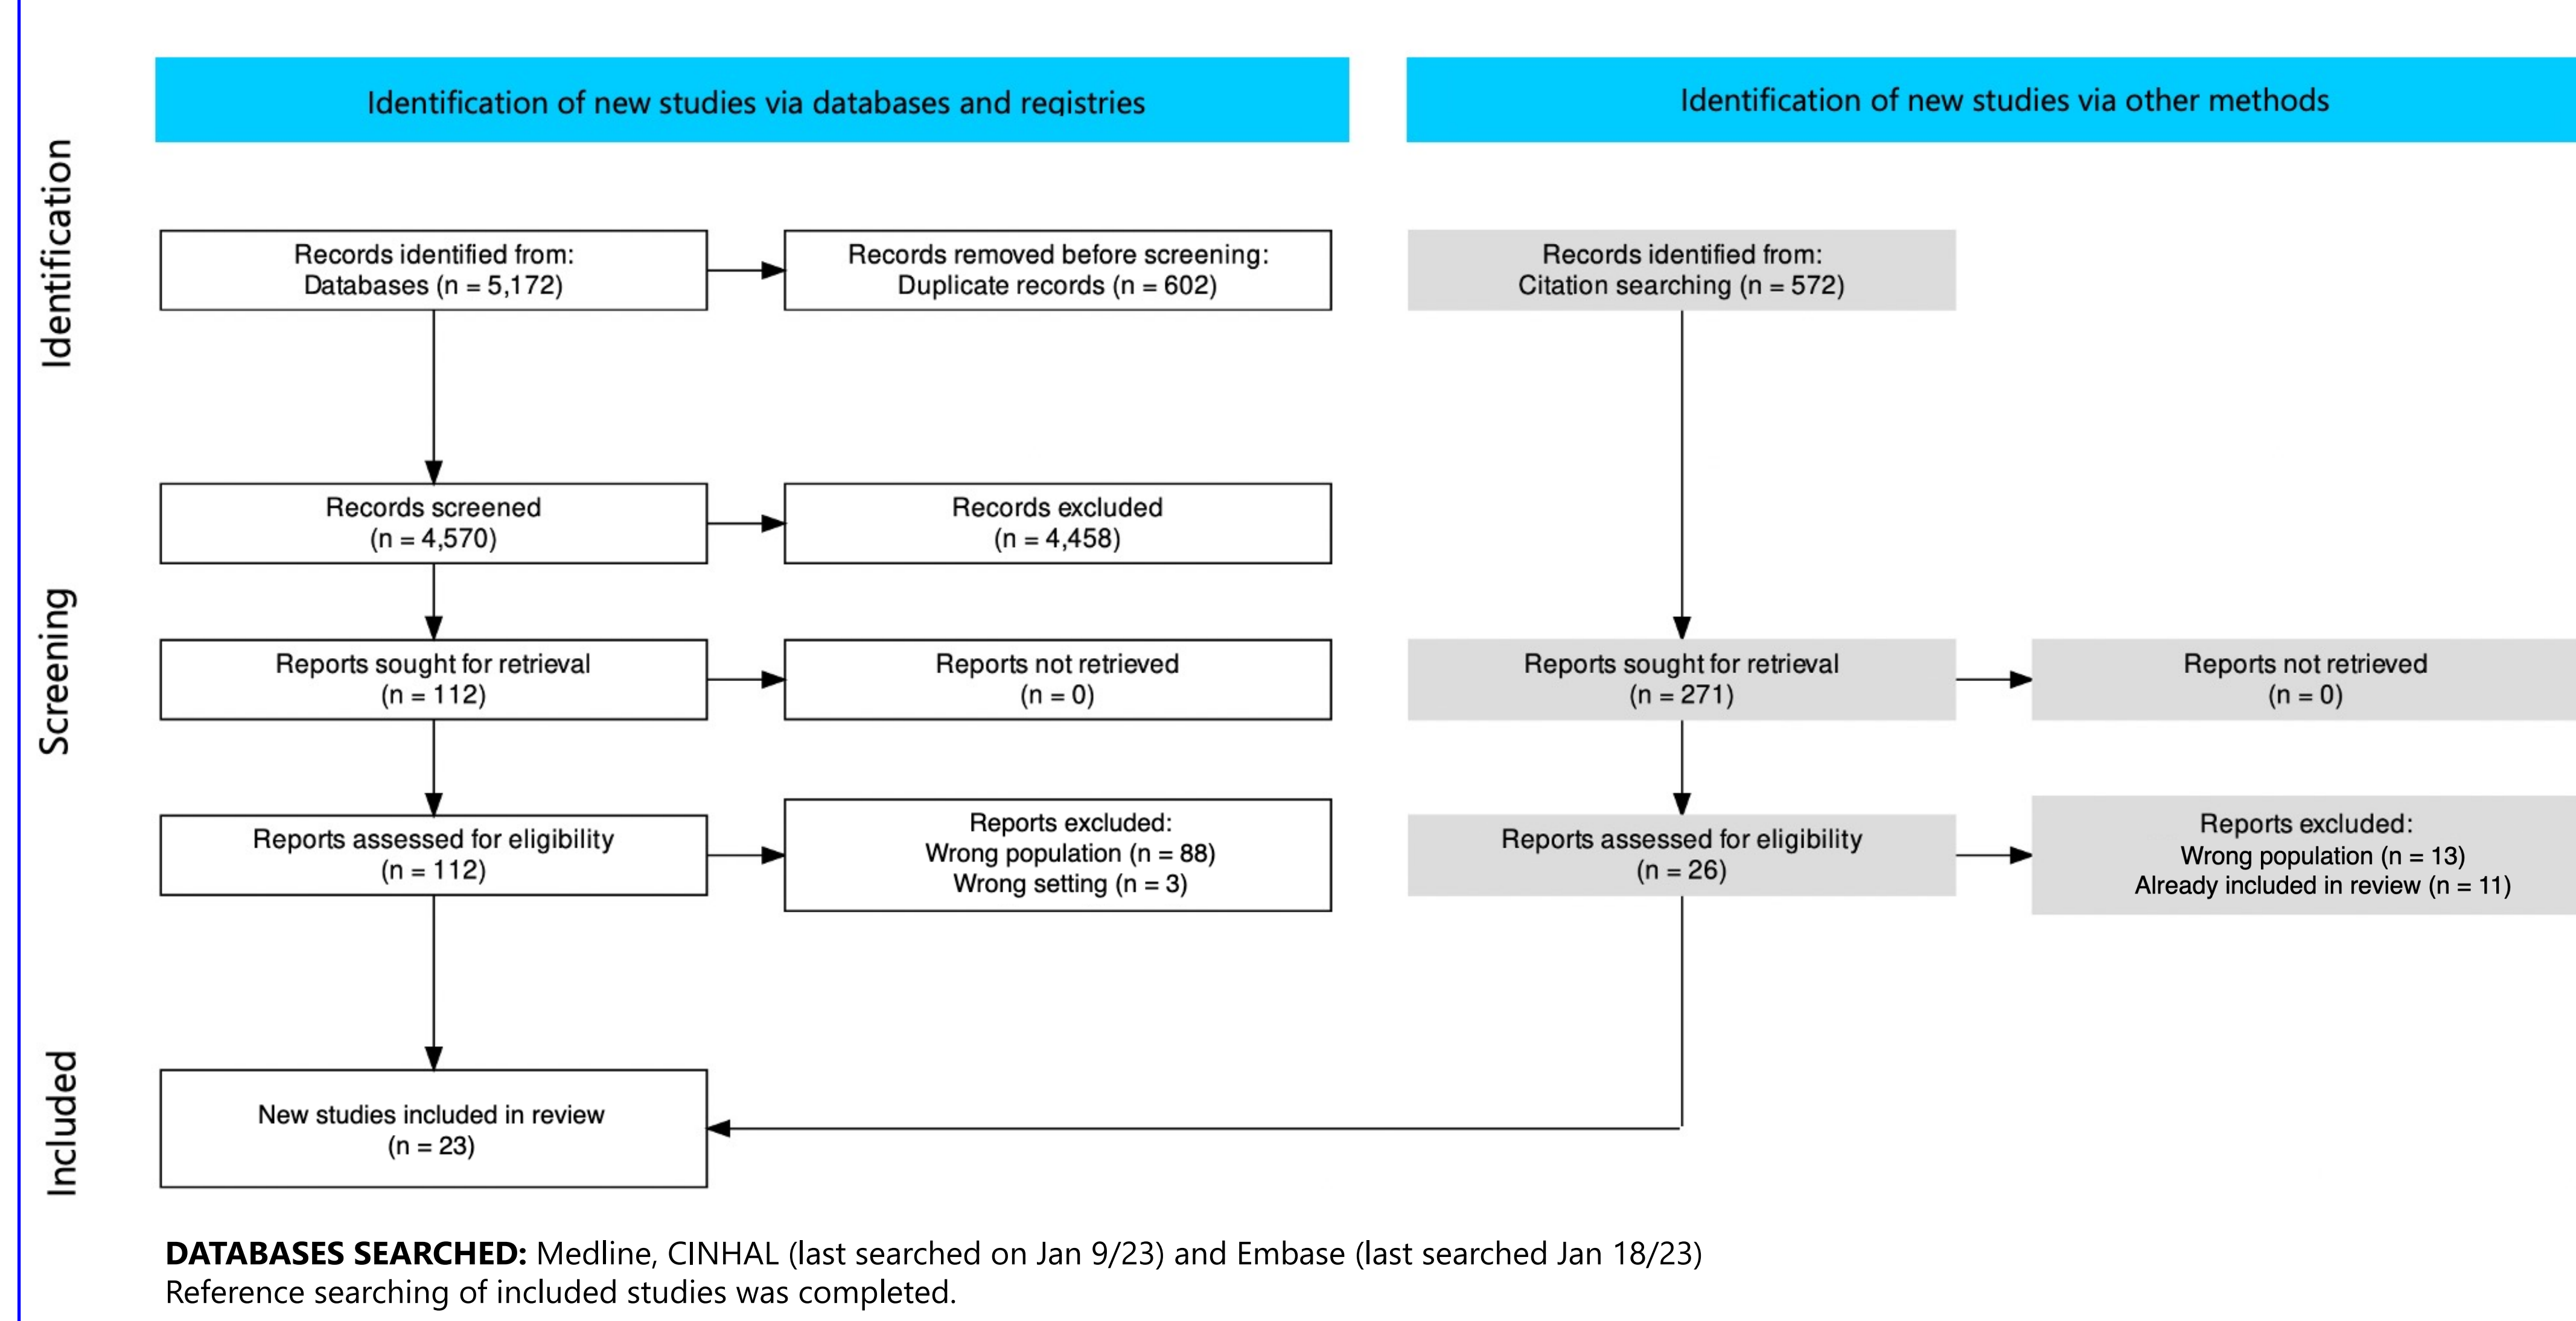 Identification of new studies via databases and registries
Identification of new studies via other methods
Identification
Records identified from:
Databases (n = 5,172)
Records removed before screening:
Duplicate records (n = 602)
Records identified from:
Citation searching (n = 572)
Screening
Records screened
(n = 4,570)
Records excluded
(n = 4,458)
Reports sought for retrieval
(n = 112)
Reports not retrieved
(n = 0)
Reports sought for retrieval
(n = 271)
Reports not retrieved
(n = 0)
Reports assessed for eligibility
(n = 112)
Reports excluded:
Wrong population (n = 88)
Wrong setting (n = 3)
Reports assessed for eligibility
(n = 26)
Reports excluded:
Wrong population (n = 13)
Already included in review (n = 11)
Included
New studies included in review
(n = 23)
DATABASES SEARCHED: Medline, CINHAL (last searched on Jan 9/23) and Embase (last searched Jan 18/23)
Reference searching of included studies was completed.